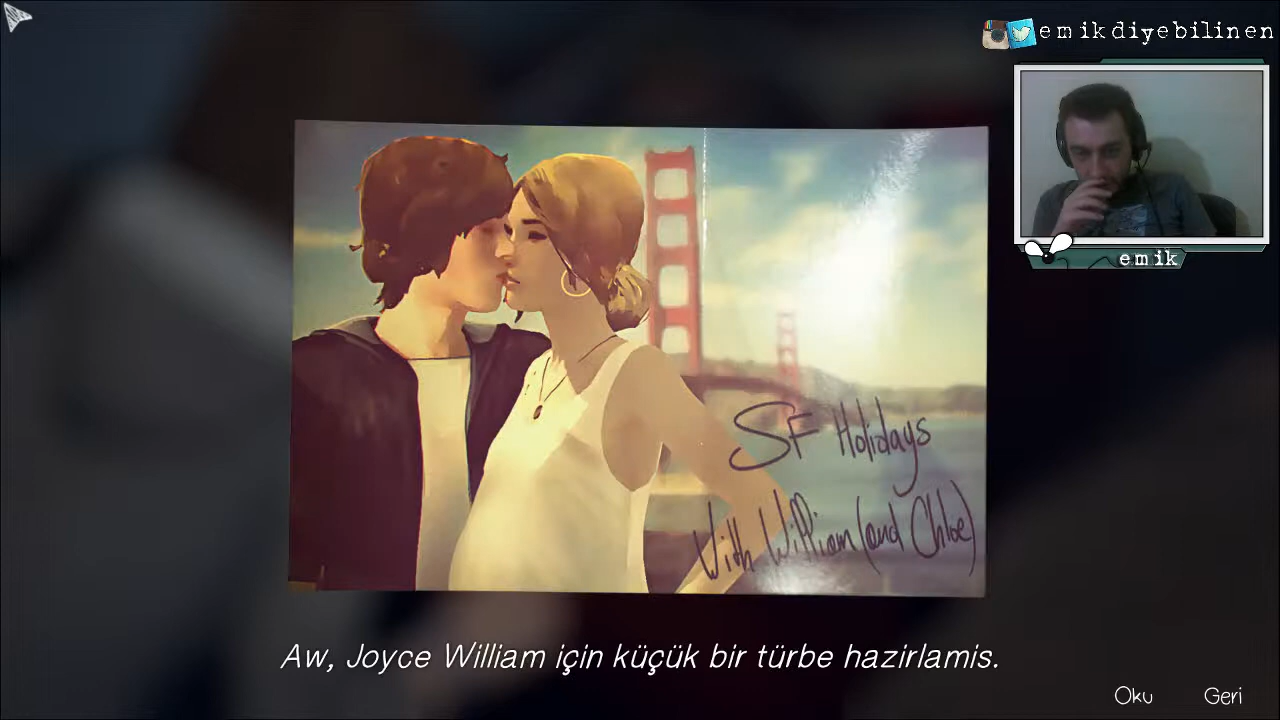 emikdiyebilinen
emik
SF Holidays
With William (and Chloe)
Aw, Joyce William için küçük bir türbe hazirlamis.
Oku Geri